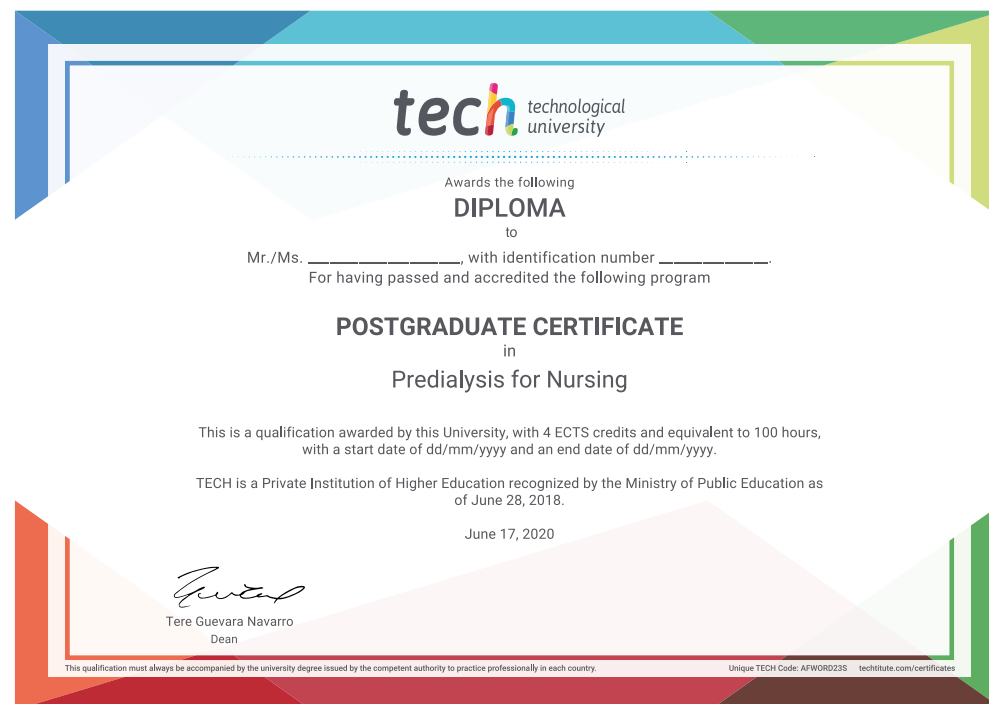 tech technological
university
Awards the following
DIPLOMA
to
Mr./Ms. ____________________, with identification number ______________.
For having passed and accredited the following program
POSTGRADUATE CERTIFICATE
in
Predialysis for Nursing
This is a qualification awarded by this University, with 4 ECTS credits and equivalent to 100 hours,
with a start date of dd/mm/yyyy and an end date of dd/mm/yyyy.
TECH is a Private Institution of Higher Education recognized by the Ministry of Public Education as
of June 28, 2018.
June 17, 2020
Tere Guevara Navarro
Dean
This qualification must always be accompanied by the university degree issued by the competent authority to practice professionally in each country. Unique TECH Code: AFWORD23S techtitute.com/certificates